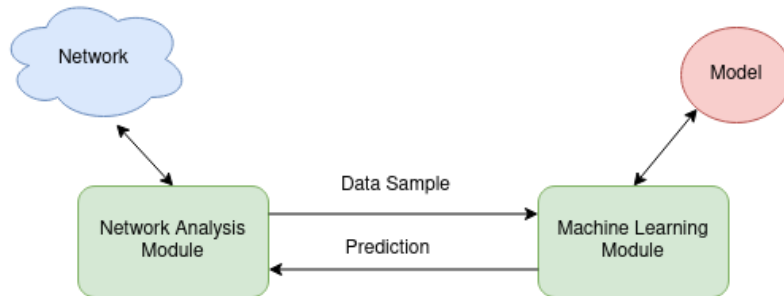 Network
Model
Data Sample
Network Analysis
Module
Machine Learning
Module
Prediction